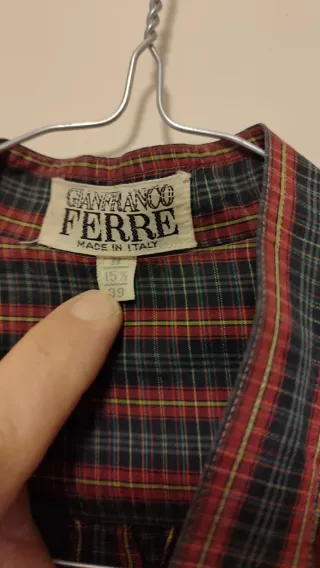 GIANFRANCO
FERRE
MADE IN ITALY
15½
39